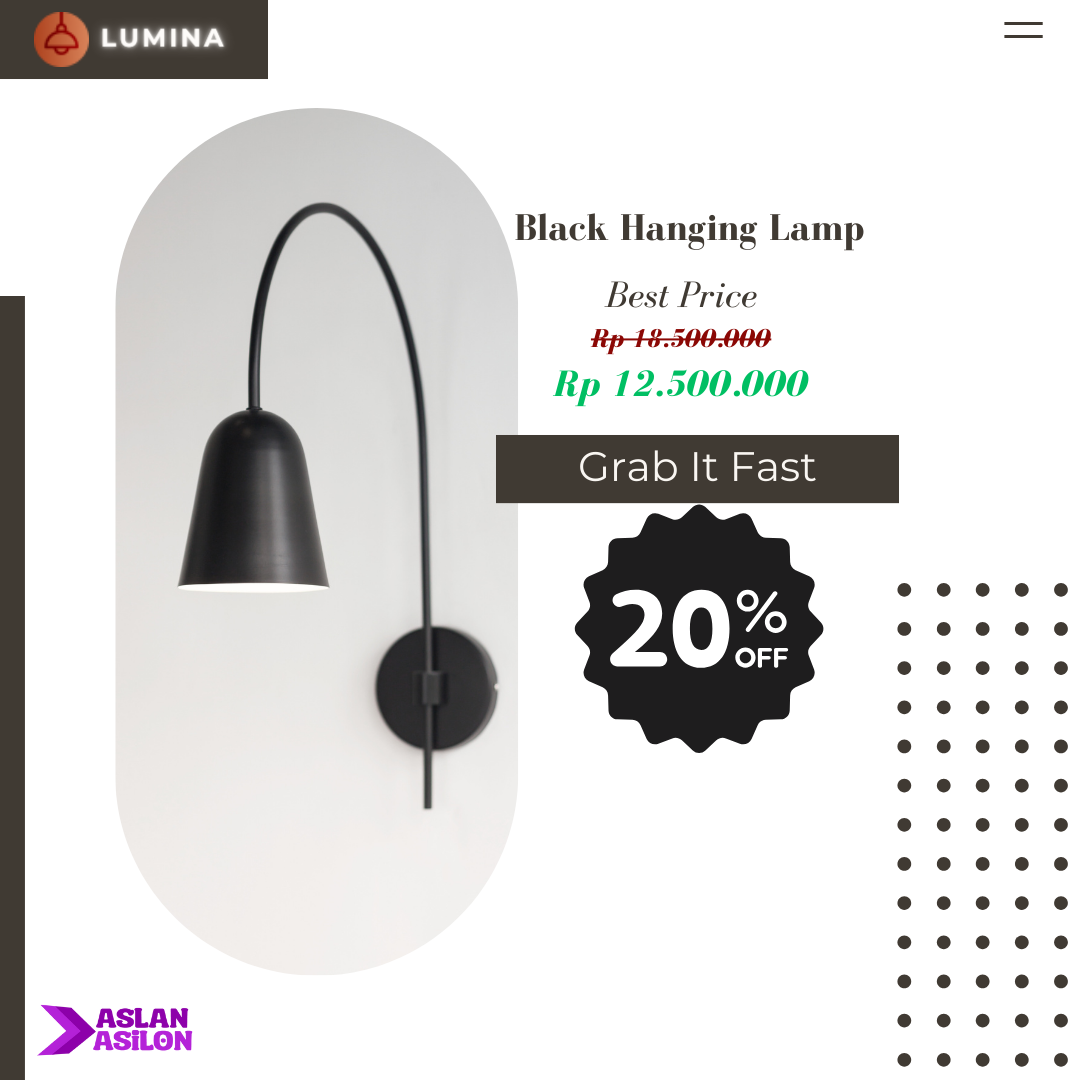 LUMINA
Black Hanging Lamp
Best Price
Rp 18.500.000
Rp 12.500.000
Grab It Fast
20%
OFF
ASLAN
ASiLON